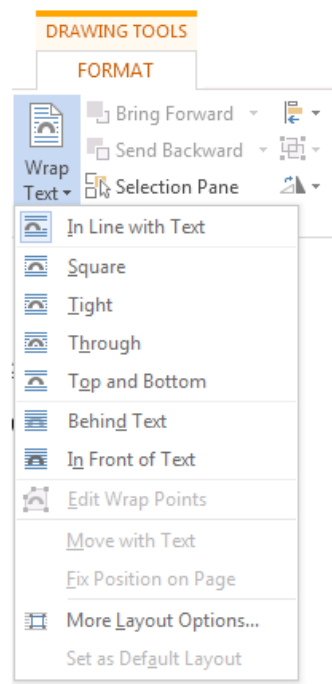 DRAWING TOOLS
FORMAT
Bring Forward
Send Backward
Wrap
Text
Selection Pane
In Line with Text
Square
Tight
Through
Top and Bottom
Behind Text
In Front of Text
Edit Wrap Points
Move with Text
Fix Position on Page
More Layout Options...
Set as Default Layout